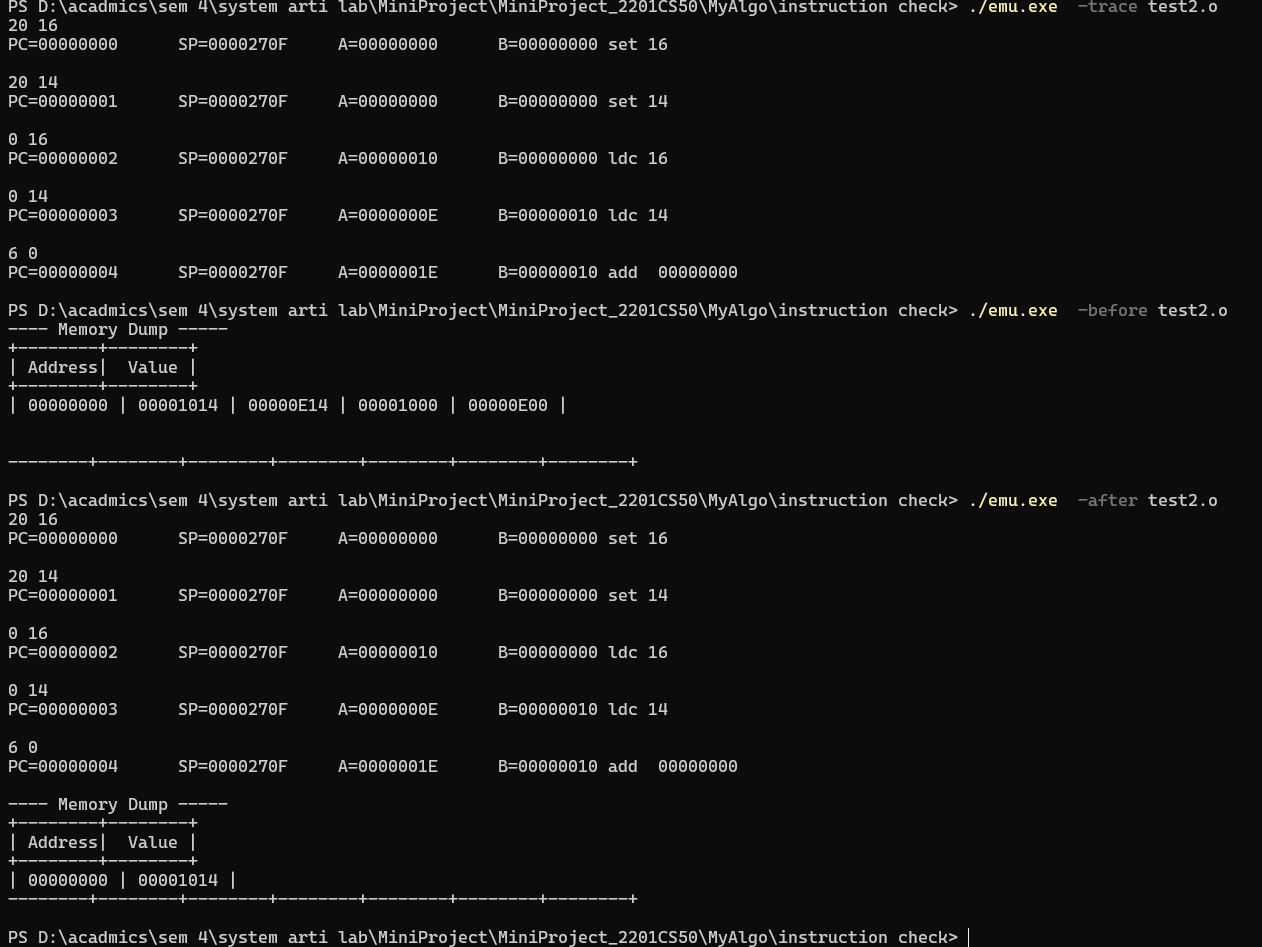 PS D:\acadmics\sem 4\system arti lab\MiniProject\MiniProject_2201CS50\MyAlgo\instruction check> ./emu.exe  -trace test2.o
20 16
PC=00000000      SP=0000270F     A=00000000      B=00000000 set 16
20 14
PC=00000001      SP=0000270F     A=00000000      B=00000000 set 14
0 16
PC=00000002      SP=0000270F     A=00000010      B=00000000 ldc 16
0 14
PC=00000003      SP=0000270F     A=0000000E      B=00000010 ldc 14
6 0
PC=00000004      SP=0000270F     A=0000001E      B=00000010 add  00000000
PS D:\acadmics\sem 4\system arti lab\MiniProject\MiniProject_2201CS50\MyAlgo\instruction check> ./emu.exe  -before test2.o
---- Memory Dump -----
+--------+--------+
| Address|  Value |
+--------+--------+
| 00000000 | 00001014 | 00000E14 | 00001000 | 00000E00 |
--------+--------+--------+--------+--------+--------+--------+
PS D:\acadmics\sem 4\system arti lab\MiniProject\MiniProject_2201CS50\MyAlgo\instruction check> ./emu.exe  -after test2.o
20 16
PC=00000000      SP=0000270F     A=00000000      B=00000000 set 16
20 14
PC=00000001      SP=0000270F     A=00000000      B=00000000 set 14
0 16
PC=00000002      SP=0000270F     A=00000010      B=00000000 ldc 16
0 14
PC=00000003      SP=0000270F     A=0000000E      B=00000010 ldc 14
6 0
PC=00000004      SP=0000270F     A=0000001E      B=00000010 add  00000000
---- Memory Dump -----
+--------+--------+
| Address|  Value |
+--------+--------+
| 00000000 | 00001014 |
--------+--------+--------+--------+--------+--------+--------+
PS D:\acadmics\sem 4\system arti lab\MiniProject\MiniProject_2201CS50\MyAlgo\instruction check>